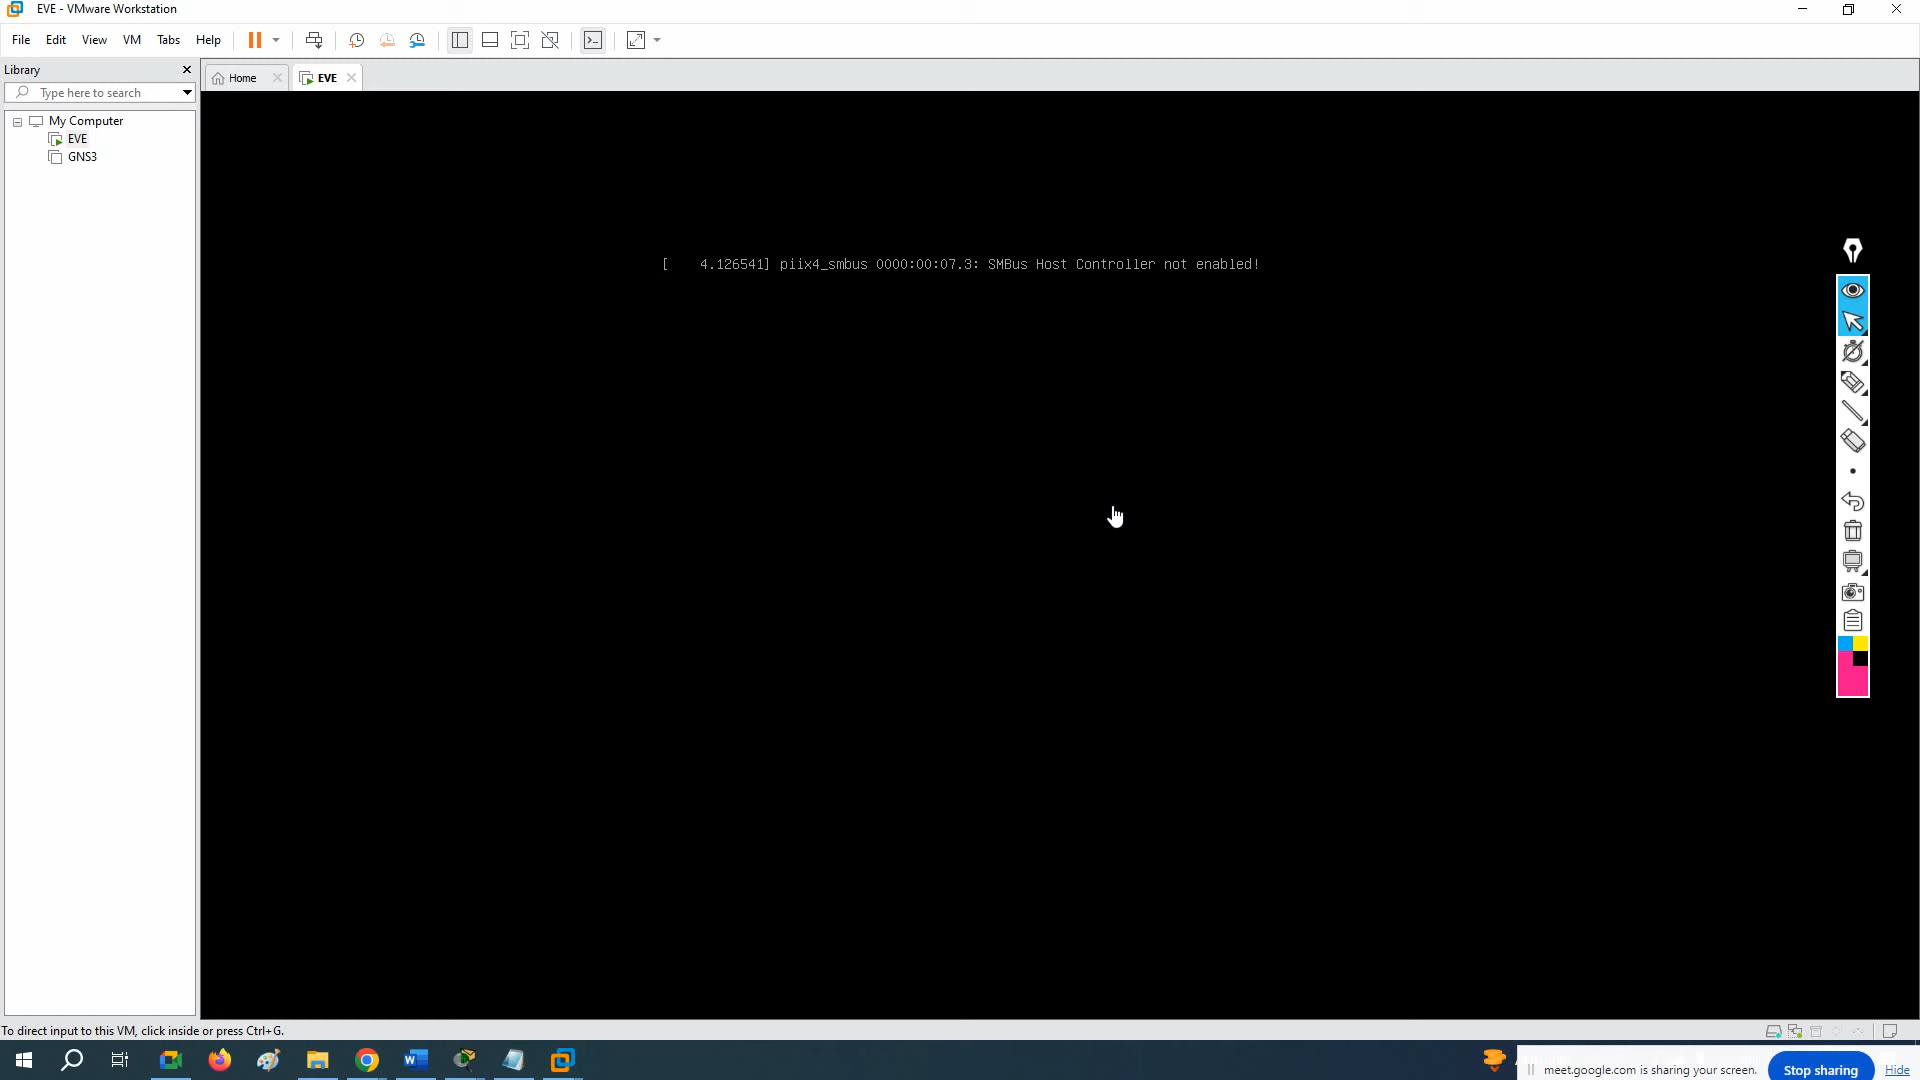 EVE - VMware Workstation
File Edit View VM Tabs Help
Library
Home
EVE
Type here to search
My Computer
EVE
GNS3
[    4.126541] piix4_smbus 0000:00:07.3: SMBus Host Controller not enabled!
To direct input to this VM, click inside or press Ctrl+G.
meet.google.com is sharing your screen.
Stop sharing
Hide